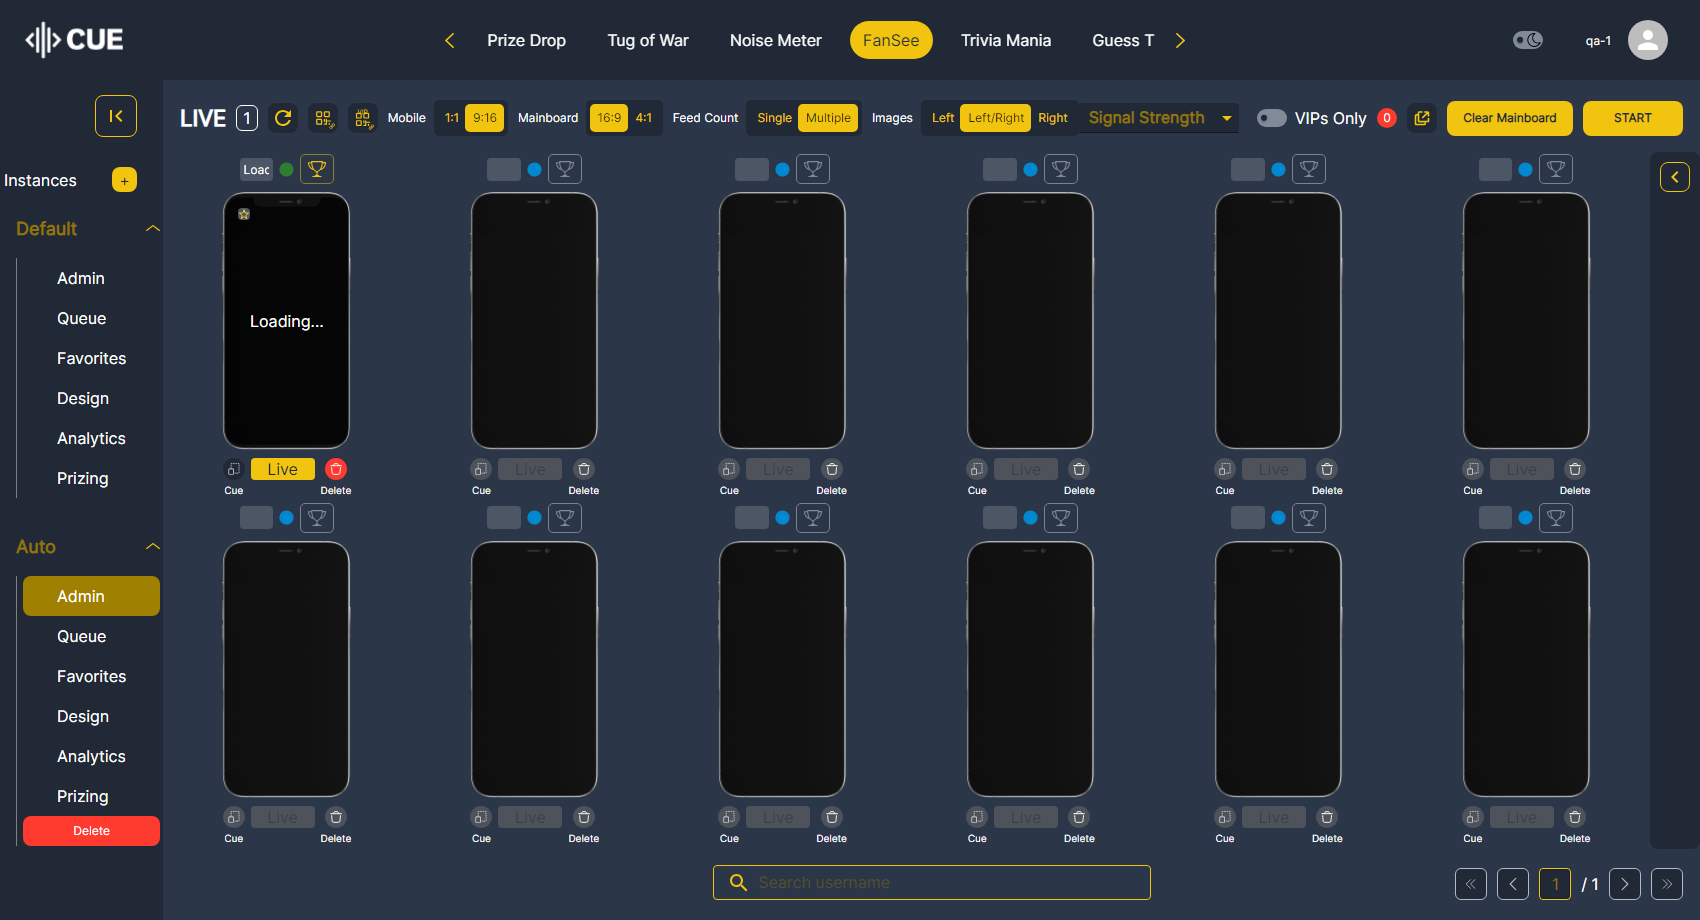 CUE
Prize Drop Tug of War Noise Meter FanSee Trivia Mania Guess T
qa-1
LIVE 1 Mobile 1:1 9:16 Mainboard 16:9 4:1 Feed Count Single Multiple Images Left Left/Right Right Signal Strength VIPs Only 0 Clear Mainboard START
Instances +
Default
Admin
Queue
Favorites
Design
Analytics
Prizing
Auto
Admin
Queue
Favorites
Design
Analytics
Prizing
Delete
Loac
Loading...
Live Live Live Live Live Live
Cue Delete Cue Delete Cue Delete Cue Delete Cue Delete Cue Delete
Live Live Live Live Live Live
Cue Delete Cue Delete Cue Delete Cue Delete Cue Delete Cue Delete
Search username
1 / 1